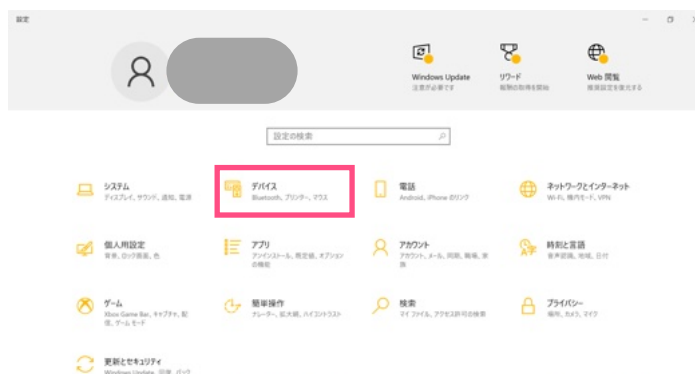 設定
Windows Update
注意が必要です
リワード
報酬の取得を開始
Web 閲覧
推奨設定を復元する
設定の検索
システム
ディスプレイ、サウンド、通知、電源
デバイス
Bluetooth、プリンター、マウス
電話
Android、iPhone のリンク
ネットワークとインターネット
Wi-Fi、機内モード、VPN
個人用設定
背景、ロック画面、色
アプリ
アンインストール、既定値、オプション
の機能
アカウント
アカウント、メール、同期、職場、家
族
時刻と言語
音声認識、地域、日付
ゲーム
Xbox Game Bar、キャプチャ、配
信、ゲーム モード
簡単操作
ナレーター、拡大鏡、ハイコントラスト
検索
マイ ファイル、アクセス許可の検索
プライバシー
場所、カメラ、マイク
更新とセキュリティ
Windows Update、回復、バック